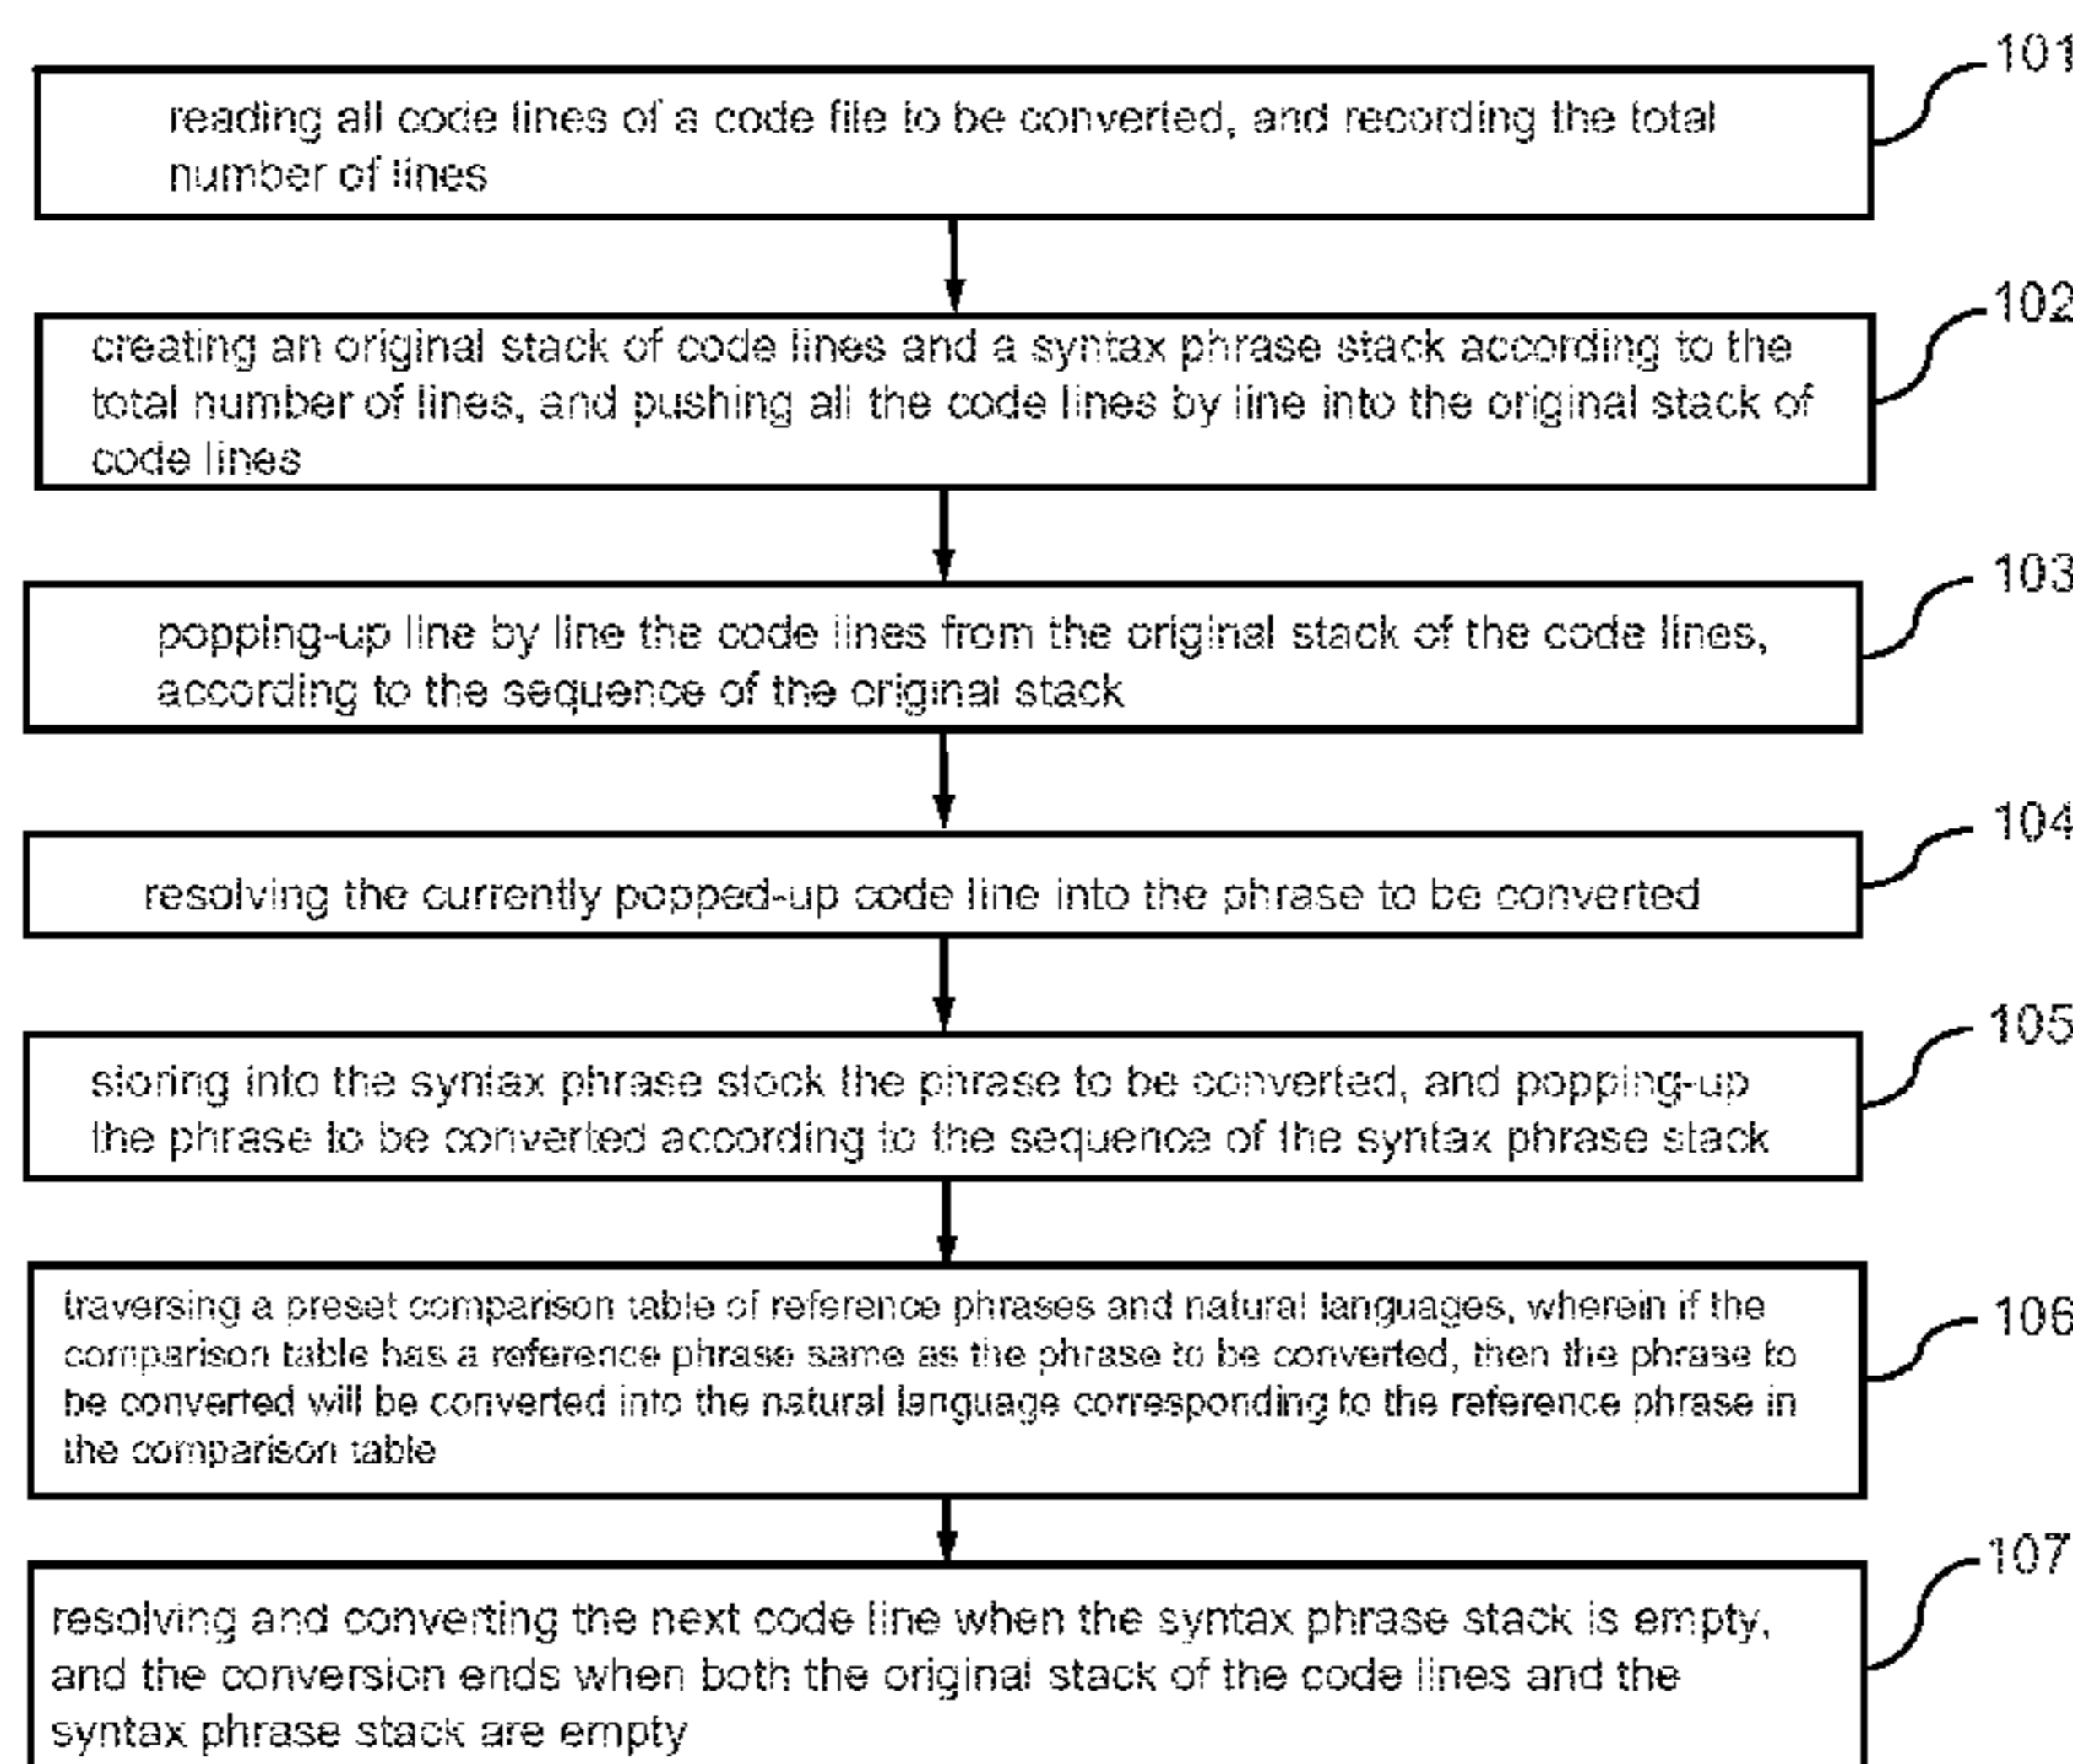 101
reading all code lines of a code file to be converted, and recording the total
number of lines
102
creating an original stack of code lines and a syntax phrase stack according to the
total number of lines, and pushing all the code lines by line into the original stack of
code lines
103
popping-up line by line the code lines from the original stack of the code lines,
according to the sequence of the original stack
104
resolving the currently popped-up code line into the phrase to be converted
105
storing into the syntax phrase stock the phrase to be converted, and popping-up
the phrase to be converted according to the sequence of the syntax phrase stack
106
traversing a preset comparison table of reference phrases and natural languages, wherein if the
comparison table has a reference phrase same as the phrase to be converted, then the phrase to
be converted will be converted into the natural language corresponding to the reference phrase in
the comparison table
107
resolving and converting the next code line when the syntax phrase stack is empty,
and the conversion ends when both the original stack of the code lines and the
syntax phrase stack are empty